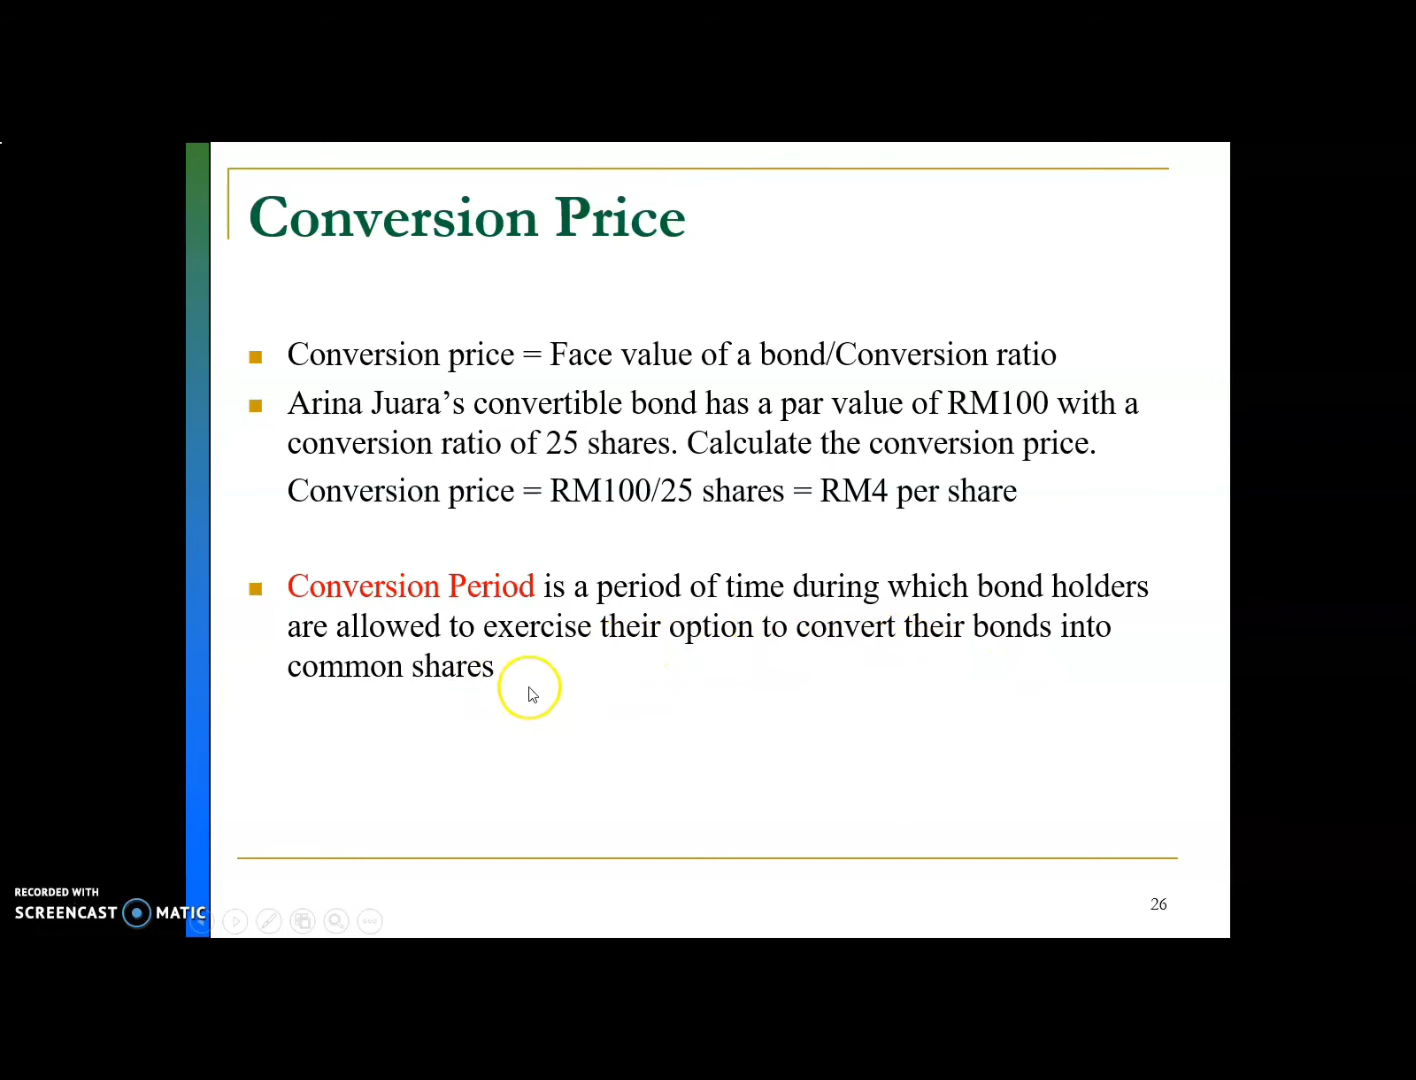 Conversion Price
Conversion price = Face value of a bond/Conversion ratio
Arina Juara’s convertible bond has a par value of RM100 with a
conversion ratio of 25 shares. Calculate the conversion price.
Conversion price = RM100/25 shares = RM4 per share
Conversion Period is a period of time during which bond holders
are allowed to exercise their option to convert their bonds into
common shares
RECORDED WITH
SCREENCAST MATIC
26